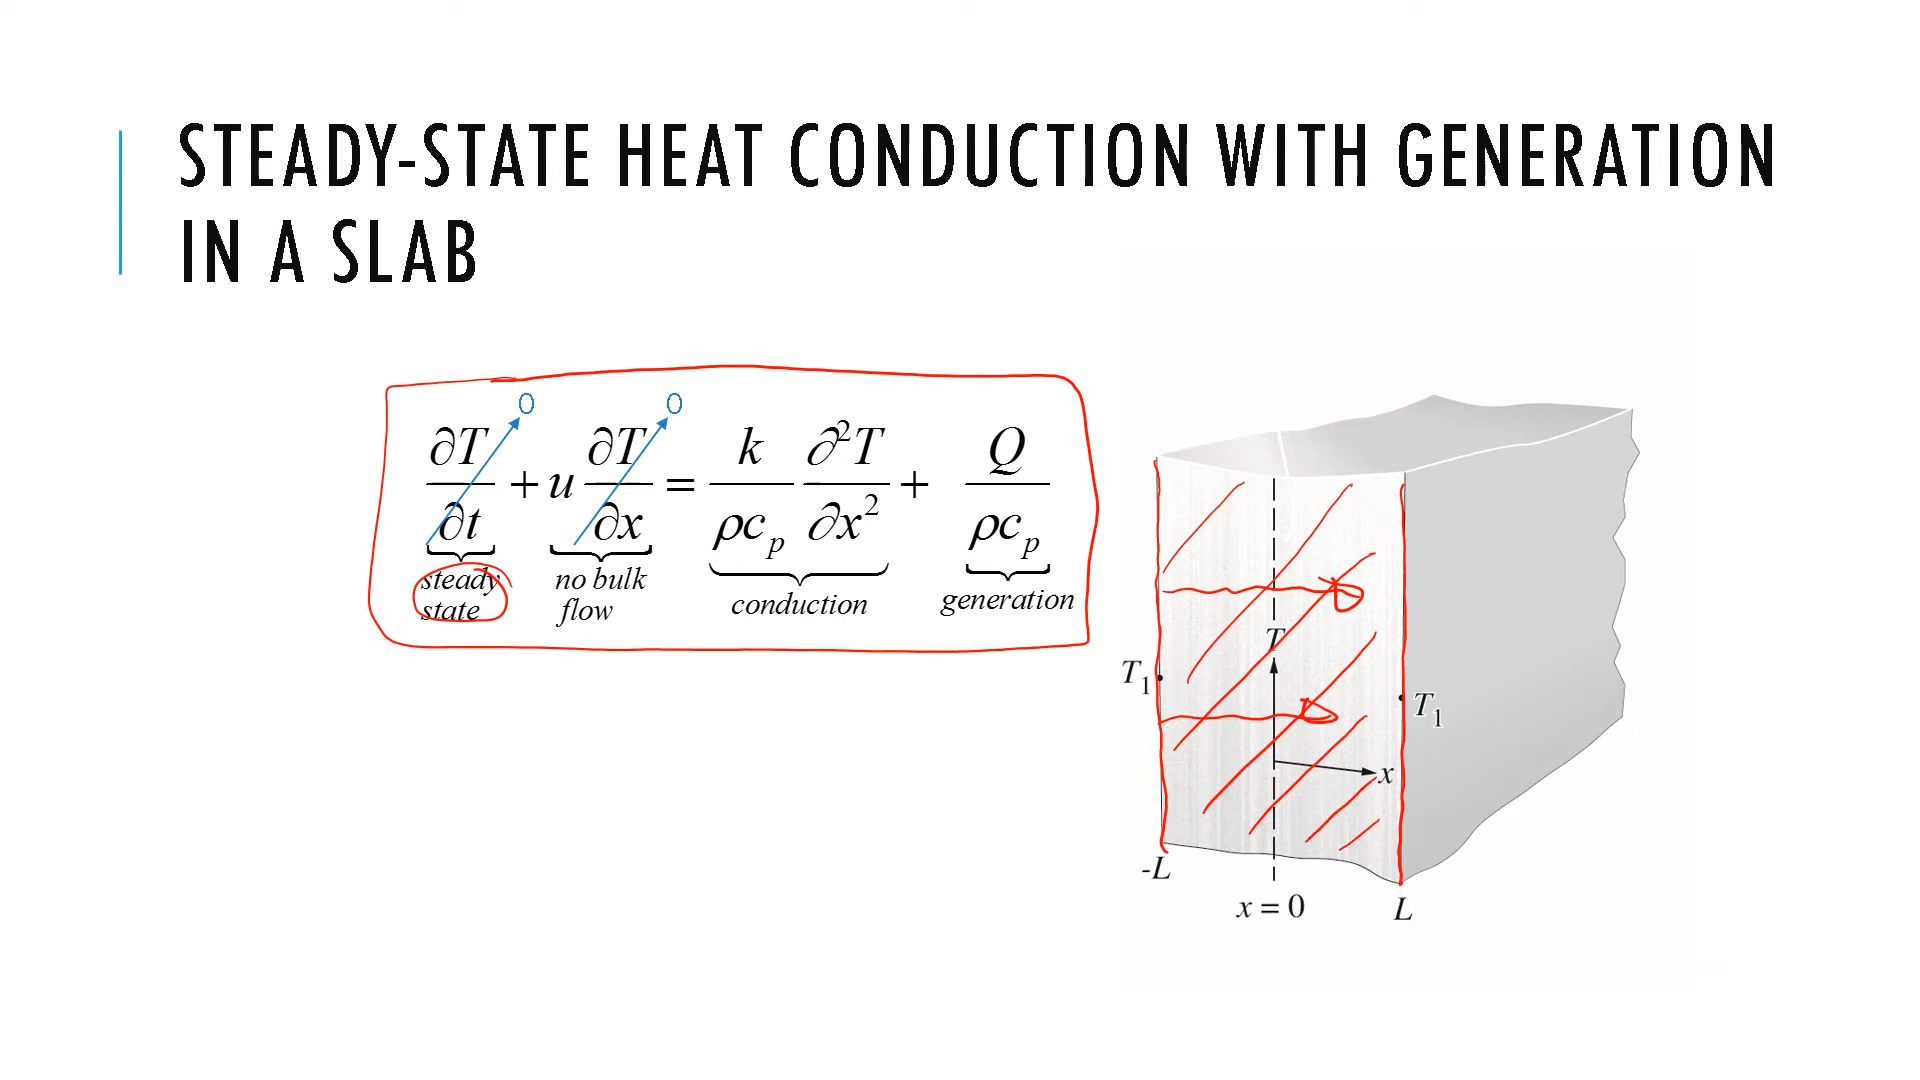 STEADY-STATE HEAT CONDUCTION WITH GENERATION
IN A SLAB
0 0
∂T/∂t + u ∂T/∂x = k/ρc_p ∂²T/∂x² + Q/ρc_p
steady
state
no bulk
flow
conduction
generation
T
T₁
T₁
x
-L
x = 0
L